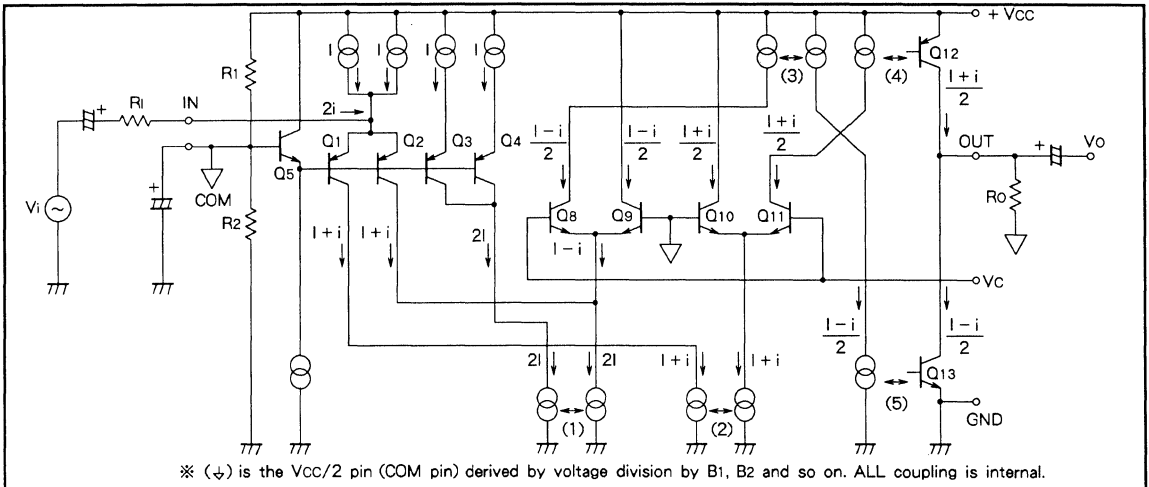 + VCC
I
I
I
I
(3)
(4)
Q12
R1
I+i
2
RI
IN
2i
Q1
Q2
Q3
Q4
I−i
2
I−i
2
I+i
2
I+i
2
OUT
VO
+
+
+
Q5
COM
Vi
R2
RO
Q8
Q9
Q10
Q11
I+i
I+i
2I
I−i
VC
I−i
2
I−i
2
2I
2I
I+i
I+i
Q13
(1)
(2)
(5)
GND
※ (⏚) is the VCC/2 pin (COM pin) derived by voltage division by B1, B2 and so on. ALL coupling is internal.